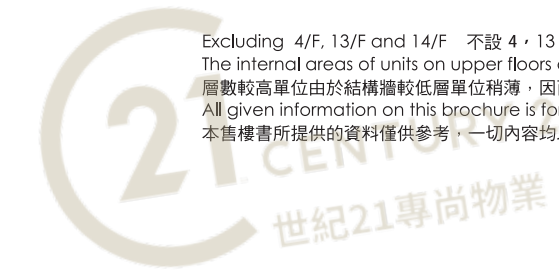 Excluding 4/F, 13/F and 14/F 不設 4，13
The internal areas of units on upper floors
層數較高單位由於結構牆較低層單位稍薄，因
All given information on this brochure is
本售樓書所提供的資料僅供參考，一切內容均
21 CENTURY 2
世紀21專尚物業